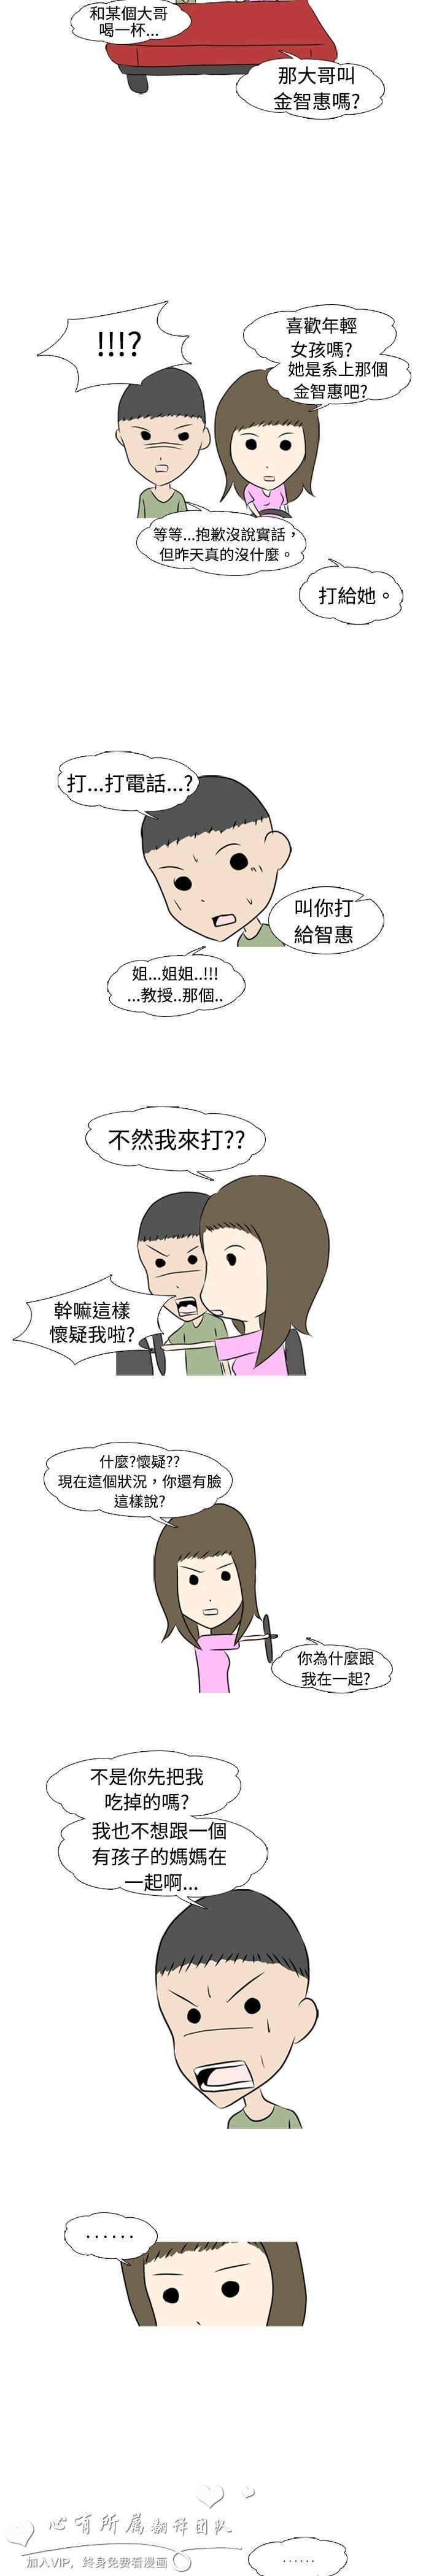 和某個大哥
喝一杯...
那大哥叫
金智惠嗎?
!!!?
喜歡年輕
女孩嗎?
她是系上那個
金智惠吧?
等等...抱歉沒說實話，
但昨天真的沒什麼。
打給她。
打...打電話...?
叫你打
給智惠
姐...姐姐..!!!
...教授..那個..
不然我來打??
幹嘛這樣
懷疑我啦?
什麼?懷疑??
現在這個狀況，你還有臉
這樣說?
你為什麼跟
我在一起?
不是你先把我
吃掉的嗎?
我也不想跟一個
有孩子的媽媽在
一起啊...
......
心有所属翻译团队
加入VIP，终身免费看漫画
......